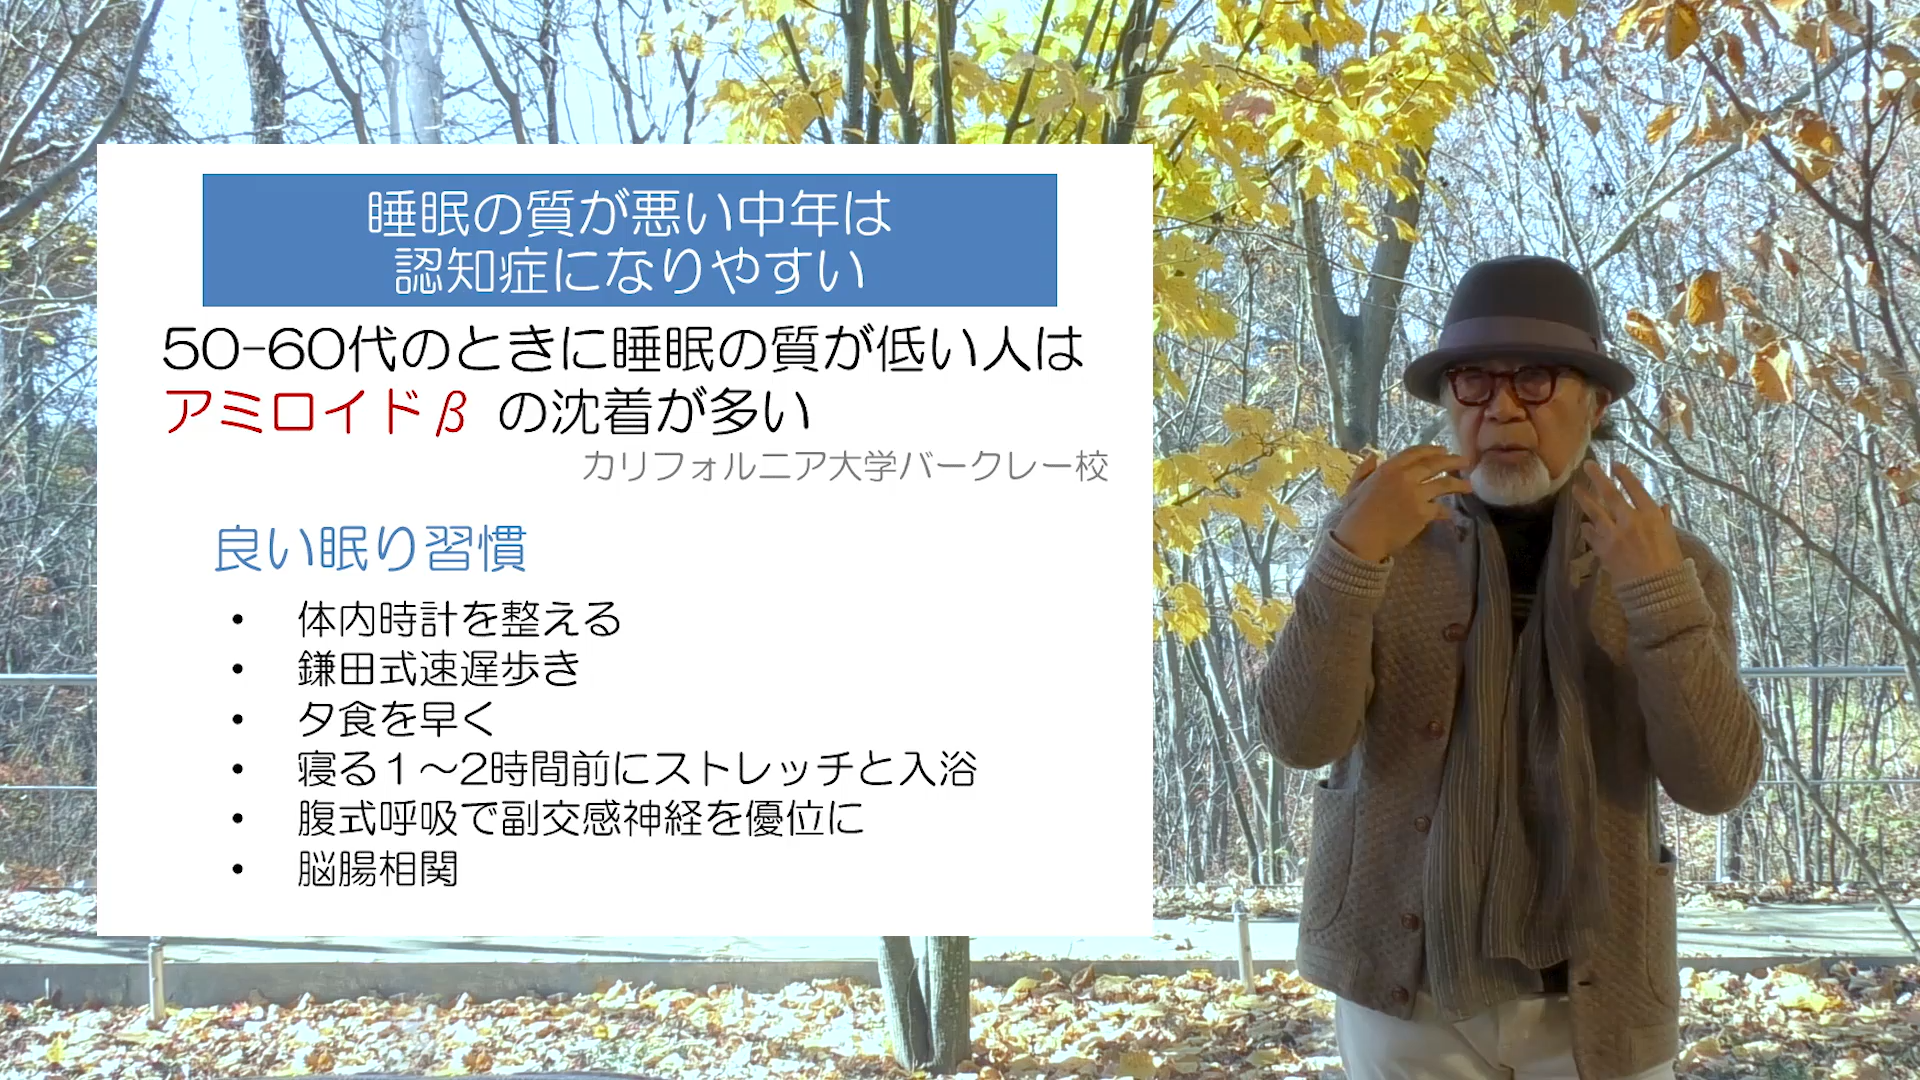 睡眠の質が悪い中年は
認知症になりやすい
50-60代のときに睡眠の質が低い人は
アミロイドβ の沈着が多い
カリフォルニア大学バークレー校
良い眠り習慣
• 体内時計を整える
• 鎌田式速遅歩き
• 夕食を早く
• 寝る１～2時間前にストレッチと入浴
• 腹式呼吸で副交感神経を優位に
• 脳腸相関